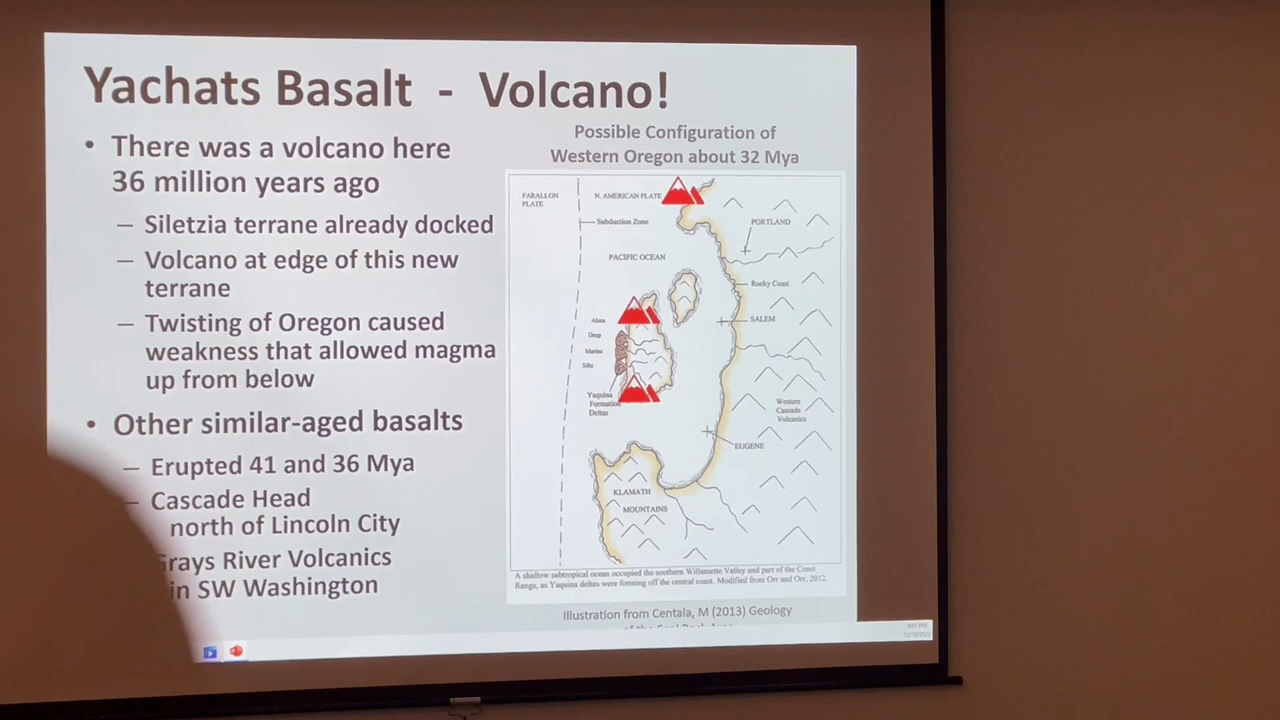 Yachats Basalt - Volcano!
• There was a volcano here
36 million years ago
– Siletzia terrane already docked
– Volcano at edge of this new
terrane
– Twisting of Oregon caused
weakness that allowed magma
up from below
• Other similar-aged basalts
– Erupted 41 and 36 Mya
– Cascade Head
north of Lincoln City
Grays River Volcanics
in SW Washington
Possible Configuration of
Western Oregon about 32 Mya
FARALLON
PLATE
N. AMERICAN PLATE
Subduction Zone
PORTLAND
PACIFIC OCEAN
Rocky Coast
SALEM
Alsea
Deep
Marine
Silts
Yaquina
Formation
Deltas
Western
Cascade
Volcanics
EUGENE
KLAMATH
MOUNTAINS
A shallow subtropical ocean occupied the southern Willamette Valley and part of the Coast
Range, as Yaquina deltas were forming off the central coast. Modified from Orr and Orr, 2012.
Illustration from Centala, M (2013) Geology